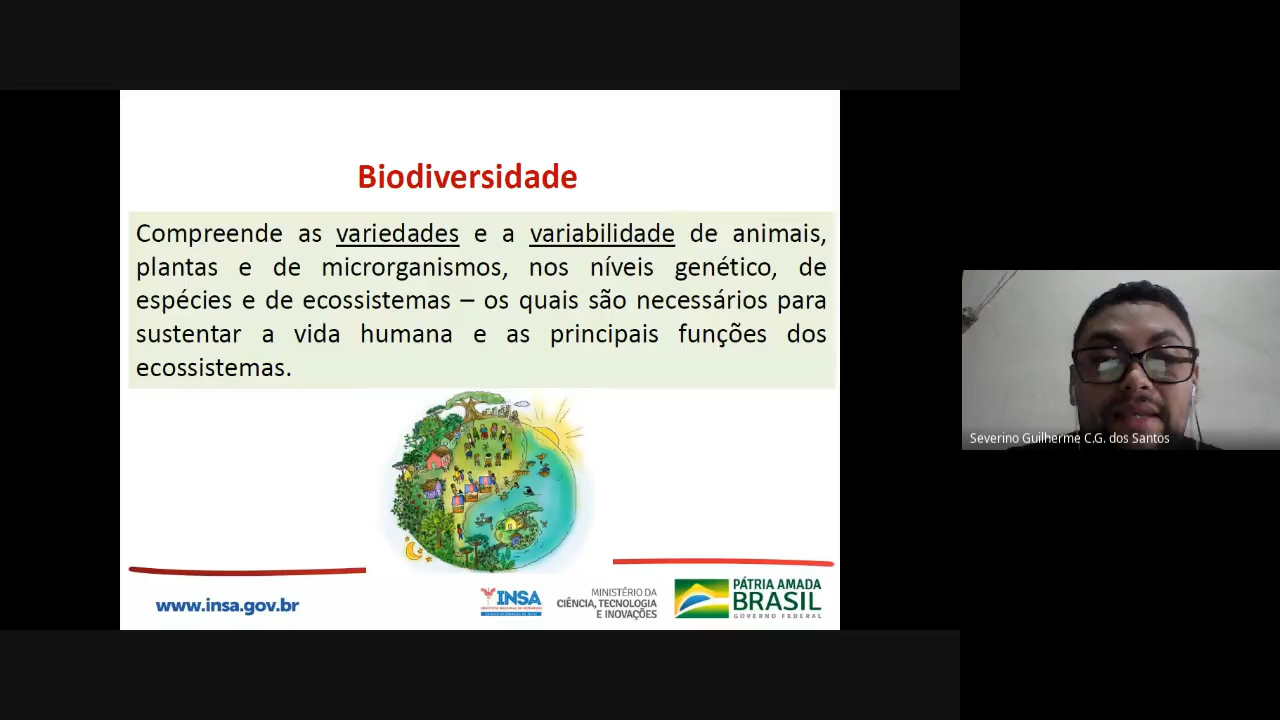 Biodiversidade
Compreende as variedades e a variabilidade de animais,
plantas e de microrganismos, nos níveis genético, de
espécies e de ecossistemas – os quais são necessários para
sustentar a vida humana e as principais funções dos
ecossistemas.
Severino Guilherme C.G. dos Santos
www.insa.gov.br
INSA
MINISTÉRIO DA
CIÊNCIA, TECNOLOGIA
E INOVAÇÕES
PÁTRIA AMADA
BRASIL
GOVERNO FEDERAL